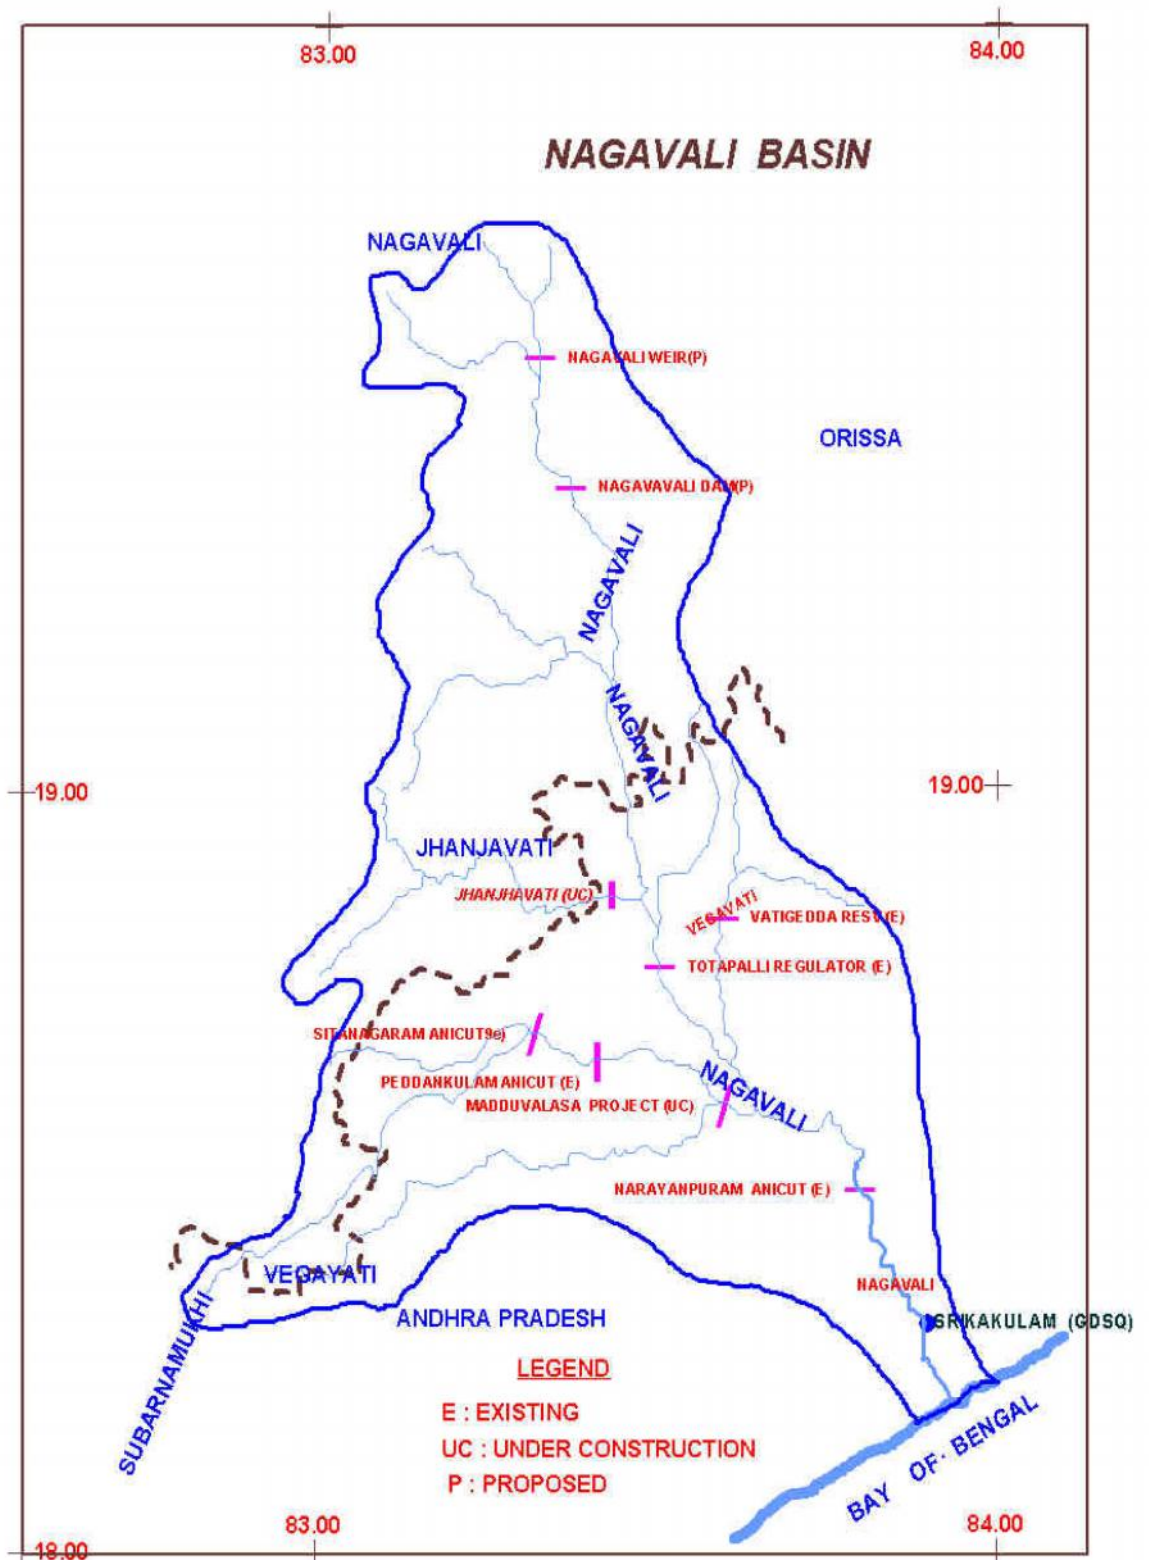 83.00
84.00
NAGAVALI BASIN
NAGAVALI
NAGAVALI WEIR(P)
ORISSA
NAGAVAVALI DAM(P)
NAGAVALI
NAGAVALI
19.00
19.00
JHANJAVATI
JHANJHAVATI (UC)
VEGAVATI
VATIGEDDA RESV(E)
TOTAPALLI REGULATOR (E)
SITANAGARAM ANICUT9e)
PEDDANKULAM ANICUT (E)
NAGAVALI
MADDUVALASA PROJECT (UC)
NARAYANPURAM ANICUT (E)
VEGAYATI
NAGAVALI
SUBARNAMUKHI
ANDHRA PRADESH
SRIKAKULAM (GDSQ)
LEGEND
E : EXISTING
UC : UNDER CONSTRUCTION
P : PROPOSED
BAY OF· BENGAL
83.00
84.00
18.00